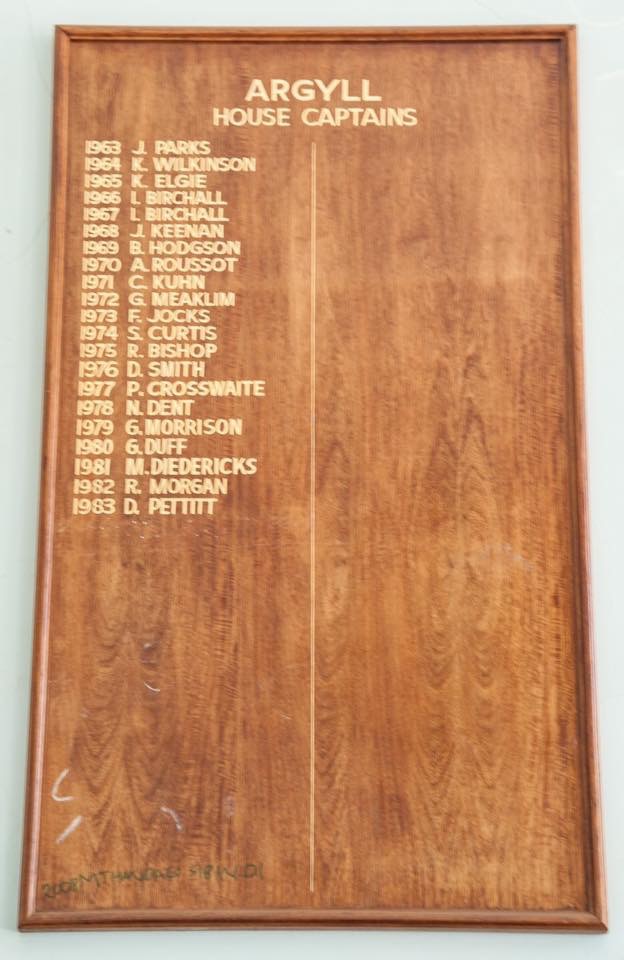 ARGYLL
HOUSE CAPTAINS
1963 J. PARKS
1964 K. WILKINSON
1965 K. ELGIE
1966 I. BIRCHALL
1967 I. BIRCHALL
1968 J. KEENAN
1969 B. HODGSON
1970 A. ROUSSOT
1971 C. KUHN
1972 G. MEAKLIM
1973 F. JOCKS
1974 S. CURTIS
1975 R. BISHOP
1976 D. SMITH
1977 P. CROSSWAITE
1978 N. DENT
1979 G. MORRISON
1980 G. DUFF
1981 M. DIEDERICKS
1982 R. MORGAN
1983 D. PETTITT
2008